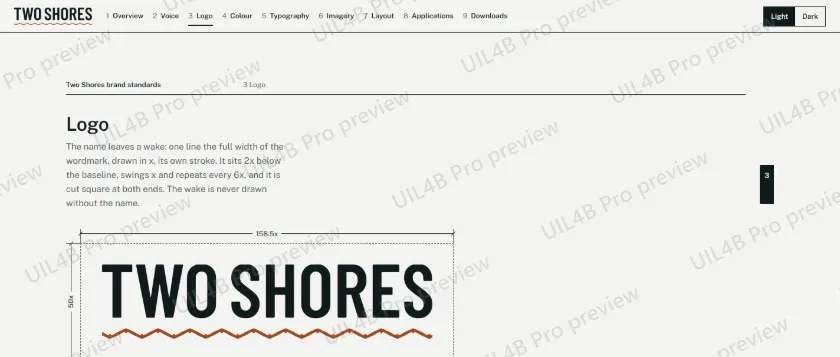 TWO SHORES
1 Overview 2 Voice 3 Logo 4 Colour 5 Typography 6 Imagery 7 Layout 8 Applications 9 Downloads
Light Dark
Two Shores brand standards 3 Logo
Logo
The name leaves a wake: one line the full width of the
wordmark, drawn in x, its own stroke. It sits 2x below
the baseline, swings x and repeats every 6x, and it is
cut square at both ends. The wake is never drawn
without the name.
3
158.5x
50x
TWO SHORES
UIL4B Pro preview